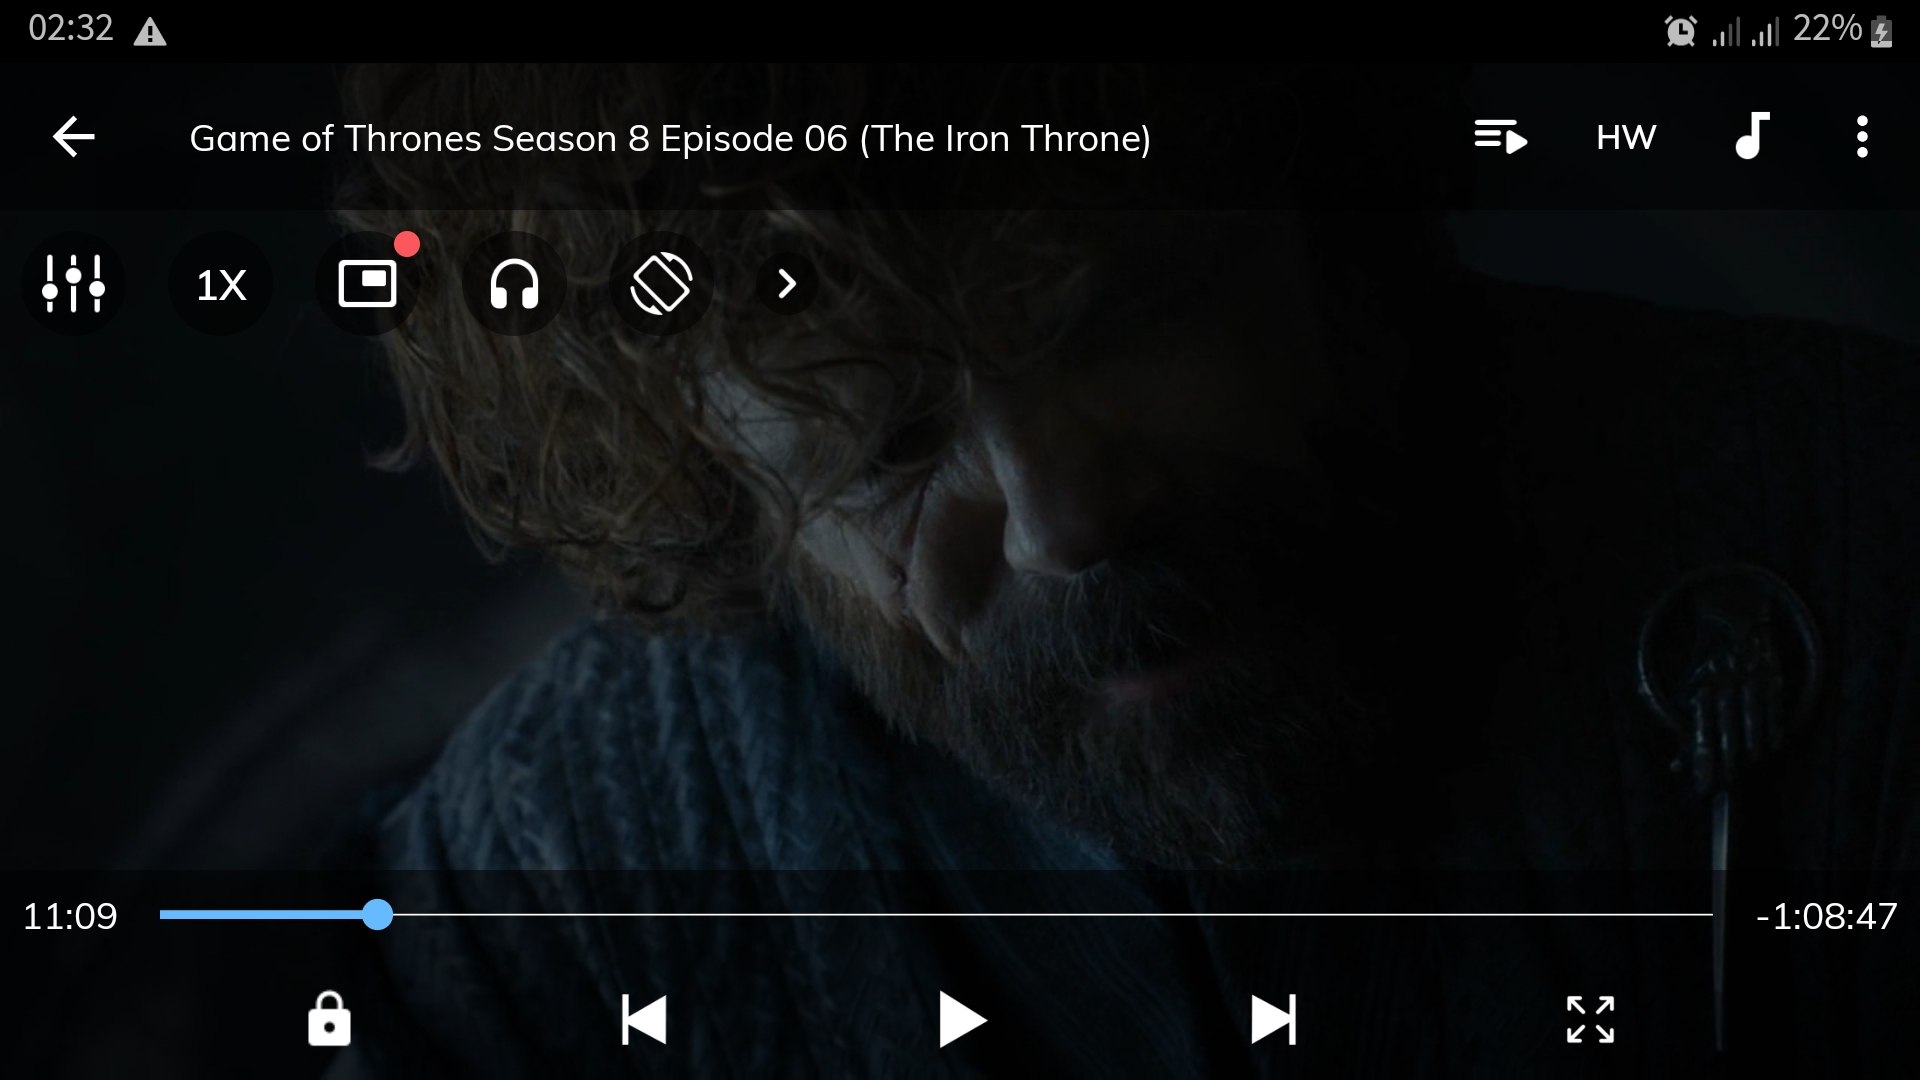 02:32
22%
Game of Thrones Season 8 Episode 06 (The Iron Throne)
HW
1X
11:09
-1:08:47